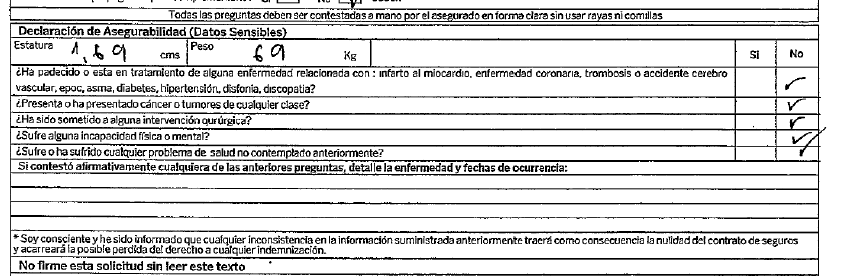 Todas las preguntas deben ser contestadas a mano por el asegurado en forma clara sin usar rayas ni comillas
Declaración de Asegurabilidad (Datos Sensibles)
Estatura 1,69 cms Peso 69 Kg Si No
¿Ha padecido o esta en tratamiento de alguna enfermedad relacionada con : infarto al miocardio, enfermedad coronaria, trombosis o accidente cerebro
vascular, epoc, asma, diabetes, hipertensión, disfonia, discopatia? ✓
¿Presenta o ha presentado cáncer o tumores de cualquier clase? ✓
¿Ha sido sometido a alguna intervención qurúrgica? ✓
¿Sufre alguna incapacidad física o mental? ✓
¿Sufre o ha sufrido cualquier problema de salud no contemplado anteriormente? ✓
Si contestó afirmativamente cualquiera de las anteriores preguntas, detalle la enfermedad y fechas de ocurrencia:
* Soy consciente y he sido informado que cualquier inconsistencia en la información suministrada anteriormente traerá como consecuencia la nulidad del contrato de seguros
y acarreará la posible perdida del derecho a cualquier indemnización.
No firme esta solicitud sin leer este texto